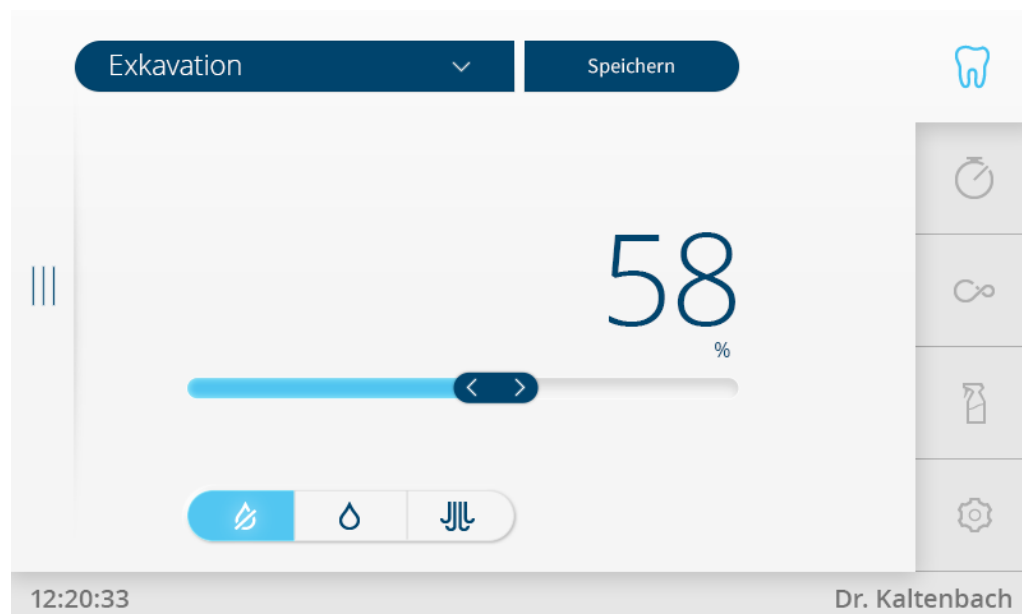 Exkavation
Speichern
58
%
12:20:33
Dr. Kaltenbach